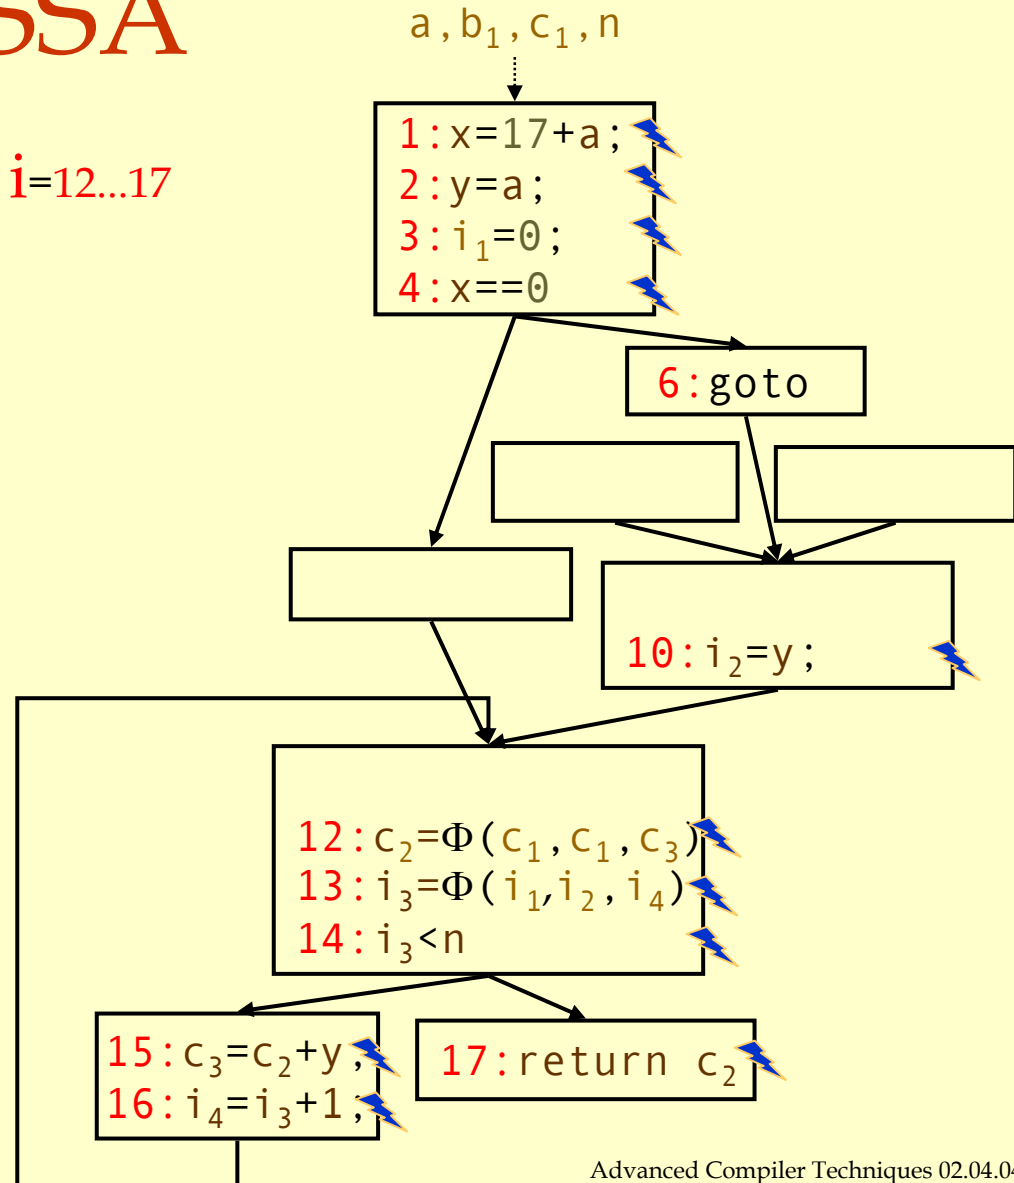 SSA
a,b₁,c₁,n
i=12...17
1:x=17+a;
2:y=a;
3:i₁=0;
4:x==0
6:goto
10:i₂=y;
12:c₂=Φ(c₁,c₁,c₃)
13:i₃=Φ(i₁,i₂,i₄)
14:i₃<n
15:c₃=c₂+y;
16:i₄=i₃+1;
17:return c₂
Advanced Compiler Techniques 02.04.04